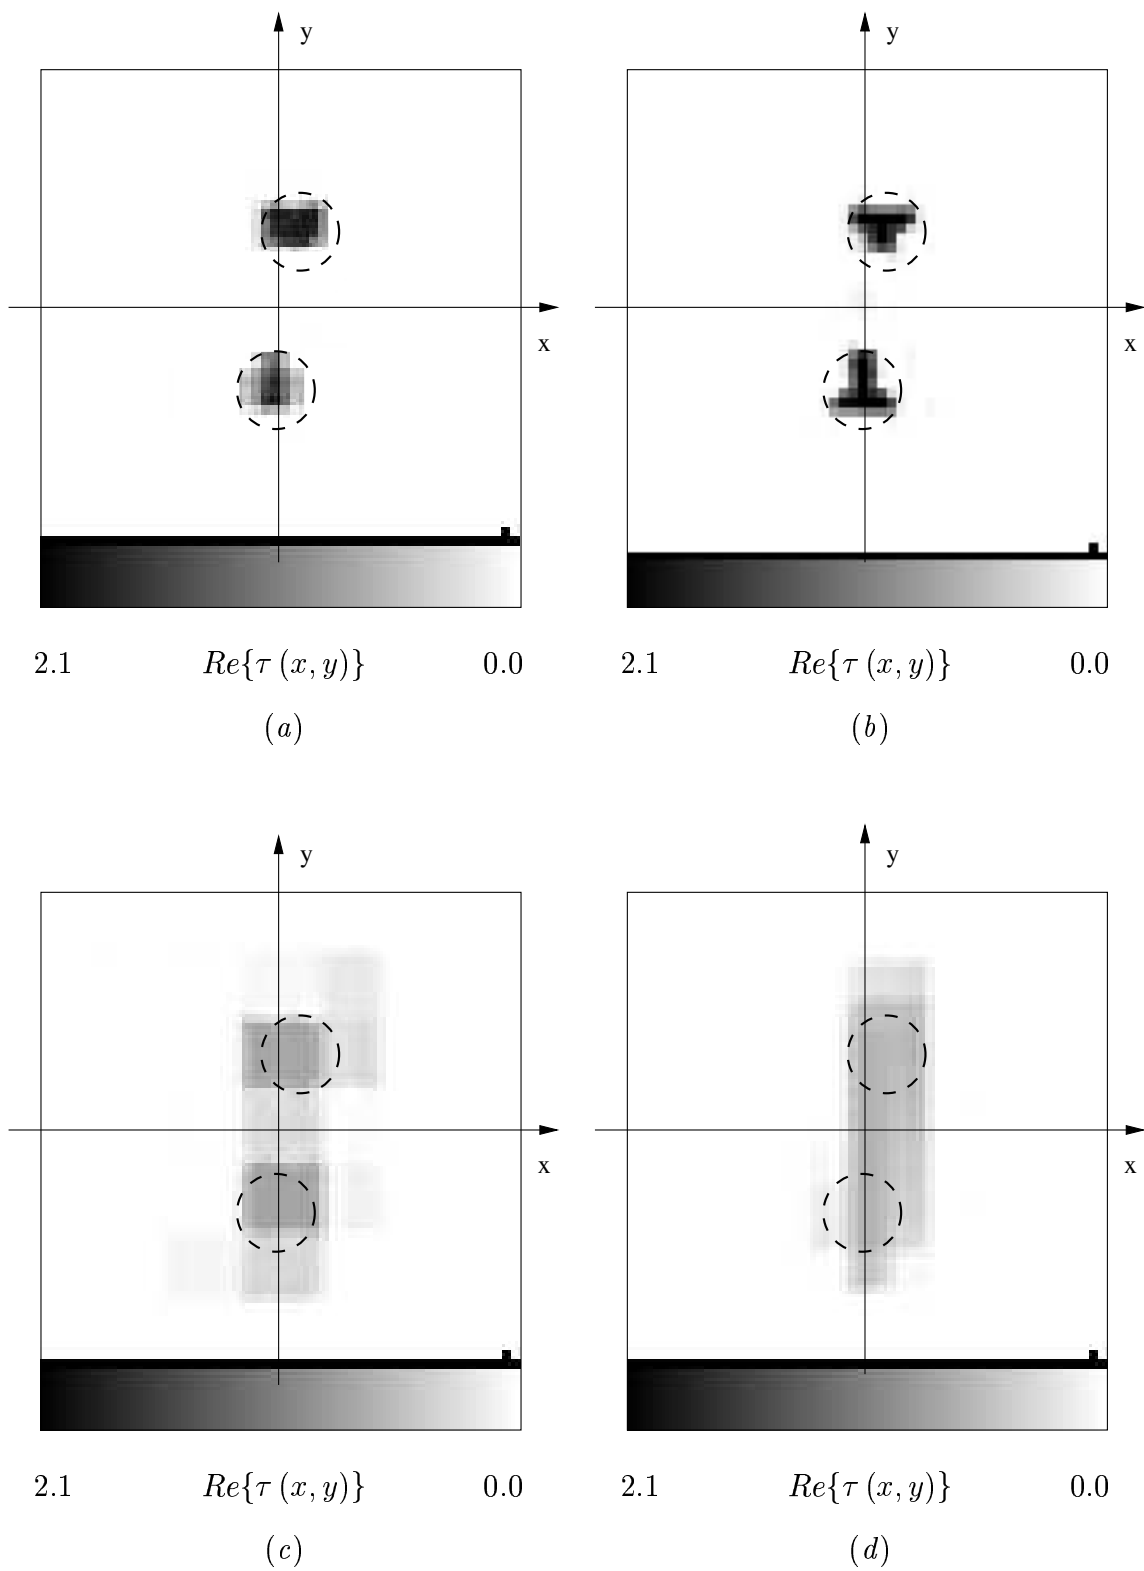 y
y
x
x
2.1 Re{τ (x, y)} 0.0
2.1 Re{τ (x, y)} 0.0
(a)
(b)
y
y
x
x
2.1 Re{τ (x, y)} 0.0
2.1 Re{τ (x, y)} 0.0
(c)
(d)